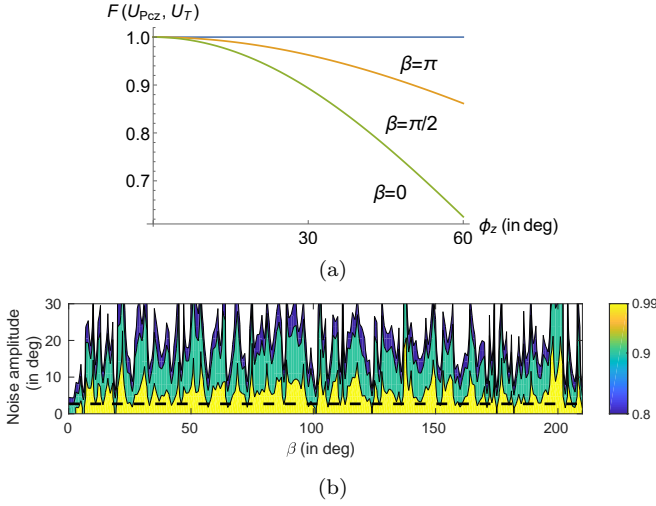 F(U_Pcz, U_T)
1.0
β=π
0.9
β=π/2
0.8
β=0
0.7
30
60
ϕ_z (in deg)
(a)
30
20
10
0
Noise amplitude
(in deg)
0
50
100
150
200
β (in deg)
0.99
0.9
0.8
(b)